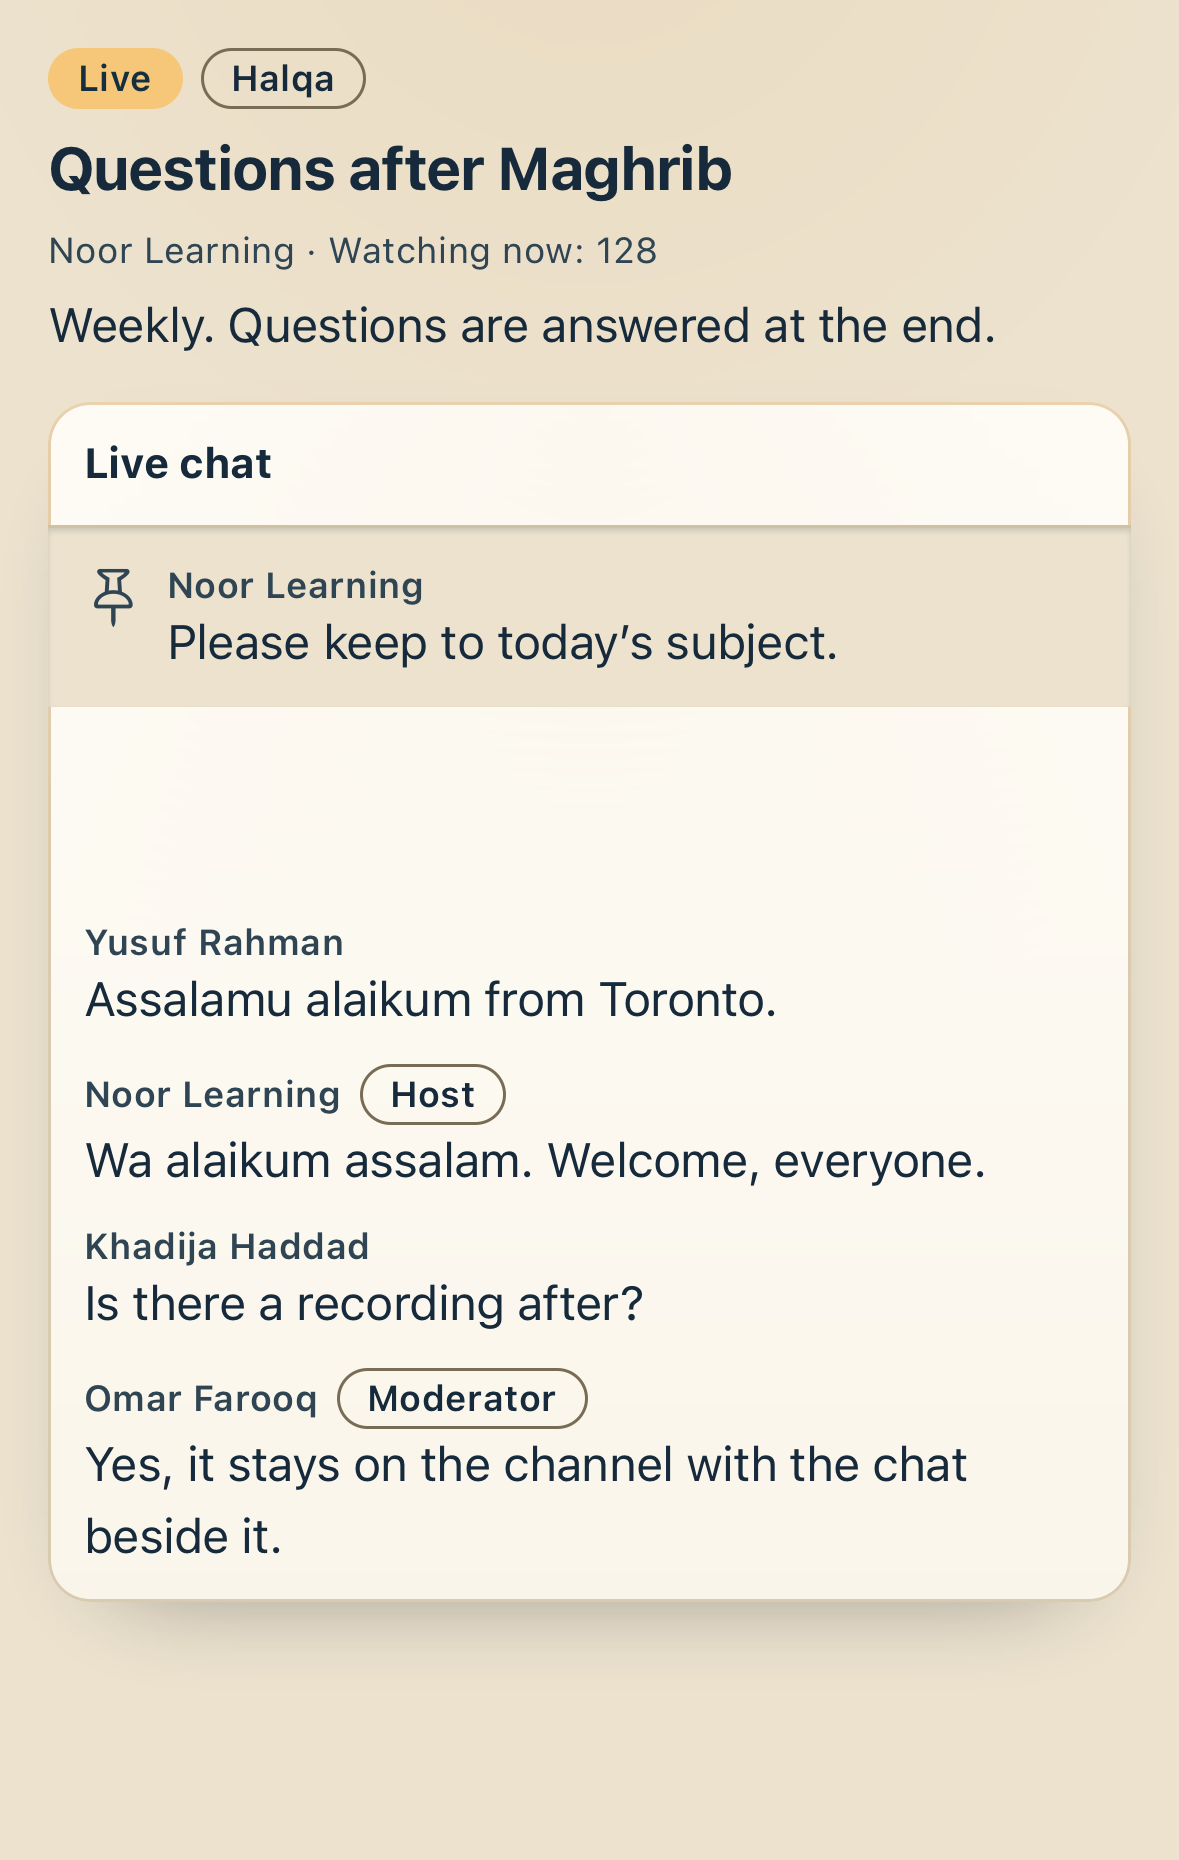 Live
Halqa
Questions after Maghrib
Noor Learning · Watching now: 128
Weekly. Questions are answered at the end.
Live chat
Noor Learning
Please keep to today’s subject.
Yusuf Rahman
Assalamu alaikum from Toronto.
Noor Learning Host
Wa alaikum assalam. Welcome, everyone.
Khadija Haddad
Is there a recording after?
Omar Farooq Moderator
Yes, it stays on the channel with the chat
beside it.